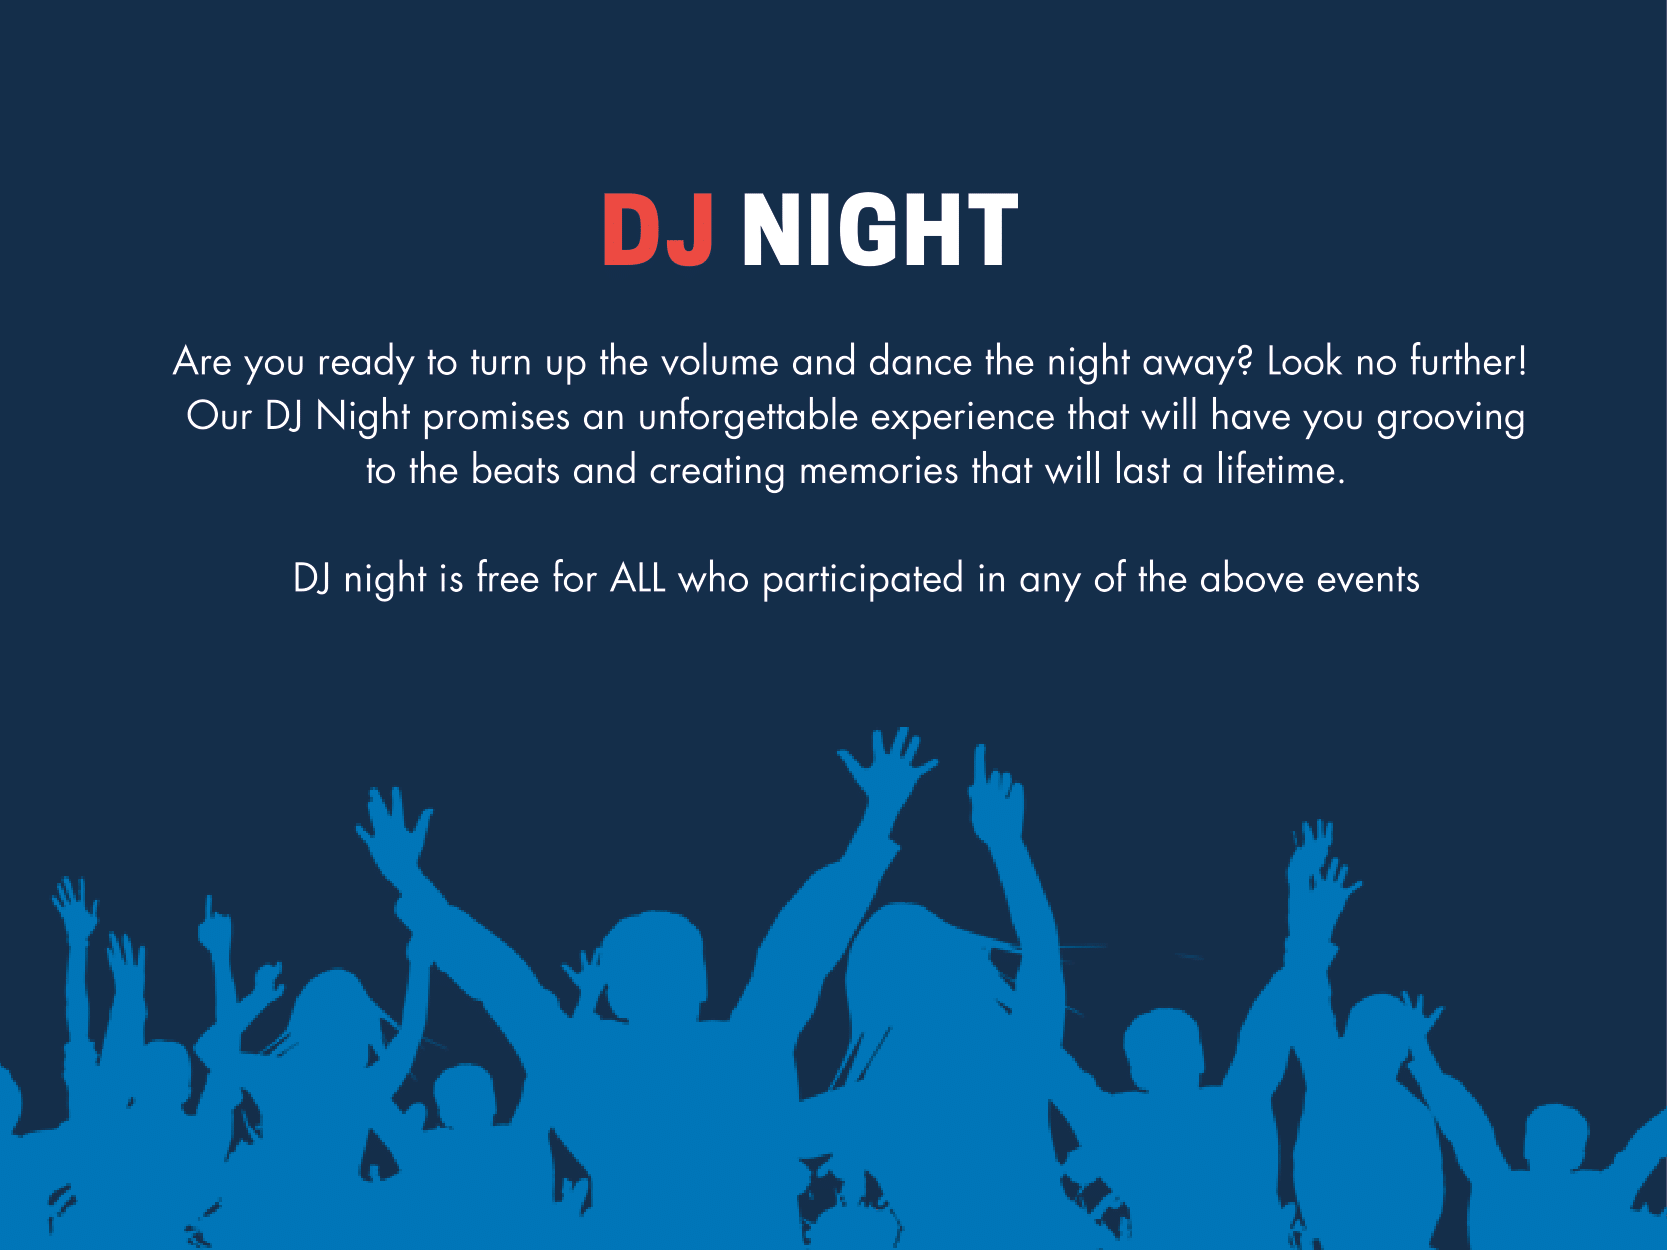 DJ NIGHT
Are you ready to turn up the volume and dance the night away? Look no further!
Our DJ Night promises an unforgettable experience that will have you grooving
to the beats and creating memories that will last a lifetime.
DJ night is free for ALL who participated in any of the above events